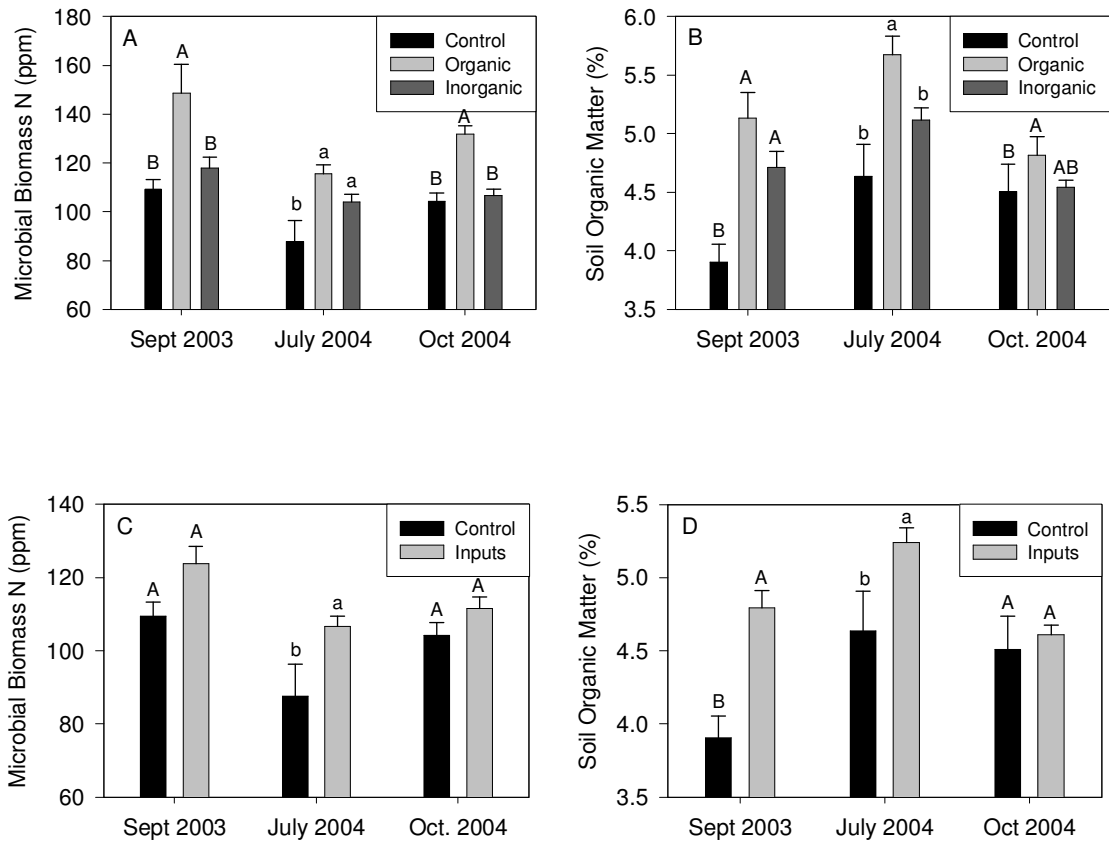 Microbial Biomass N (ppm)
180
160
140
120
100
80
60
A
Control
Organic
Inorganic
B
A
B
b
a
a
B
A
B
Sept 2003
July 2004
Oct 2004
Soil Organic Matter (%)
6.0
5.5
5.0
4.5
4.0
3.5
B
Control
Organic
Inorganic
B
A
A
b
a
b
B
A
AB
Sept 2003
July 2004
Oct. 2004
Microbial Biomass N (ppm)
140
120
100
80
60
C
Control
Inputs
A
A
b
a
A
A
Sept 2003
July 2004
Oct. 2004
Soil Organic Matter (%)
5.5
5.0
4.5
4.0
3.5
D
Control
Inputs
B
A
b
a
A
A
Sept 2003
July 2004
Oct 2004